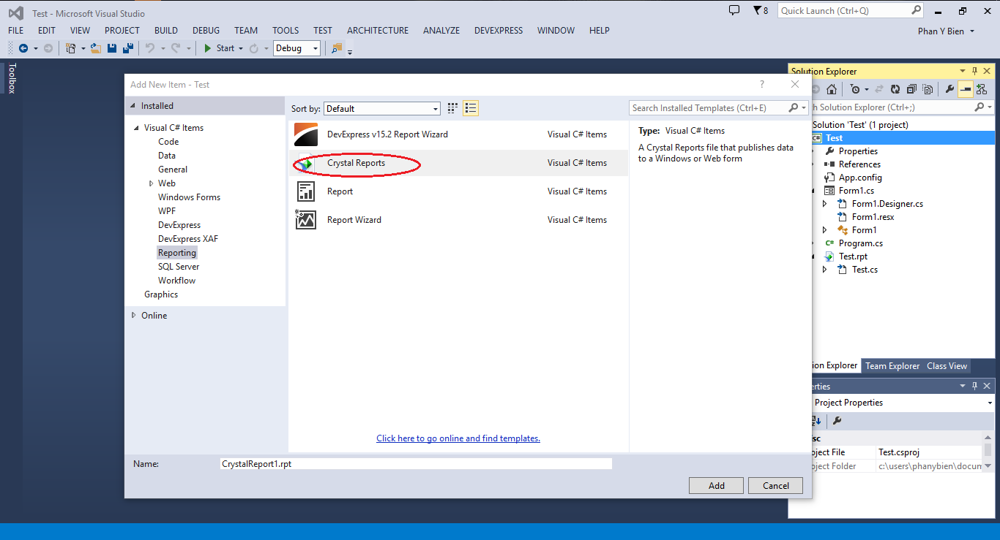 Test - Microsoft Visual Studio
8
Quick Launch (Ctrl+Q)
FILE EDIT VIEW PROJECT BUILD DEBUG TEAM TOOLS TEST ARCHITECTURE ANALYZE DEVEXPRESS WINDOW HELP
Phan Y Bien
Start
Debug
Toolbox
Add New Item - Test
?
Installed
Visual C# Items
Code
Data
General
Web
Windows Forms
WPF
DevExpress
DevExpress XAF
Reporting
SQL Server
Workflow
Graphics
Online
Sort by: Default
DevExpress v15.2 Report Wizard Visual C# Items
Crystal Reports Visual C# Items
Report Visual C# Items
Report Wizard Visual C# Items
Click here to go online and find templates.
Search Installed Templates (Ctrl+E)
Type: Visual C# Items
A Crystal Reports file that publishes data
to a Windows or Web form
Name: CrystalReport1.rpt
Add Cancel
Solution Explorer
h Solution Explorer (Ctrl+;)
Solution 'Test' (1 project)
C# Test
Properties
References
App.config
Form1.cs
Form1.Designer.cs
Form1.resx
Form1
C# Program.cs
Test.rpt
Test.cs
ion Explorer Team Explorer Class View
erties
Project Properties
isc
oject File Test.csproj
oject Folder c:\users\phanybien\docum